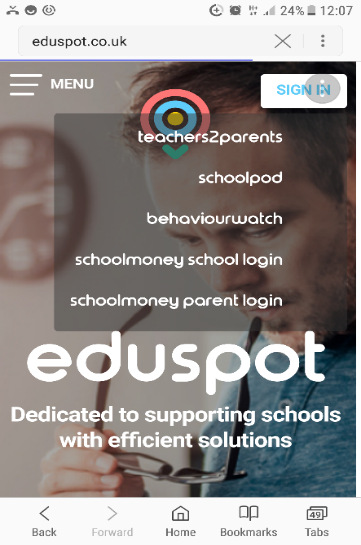 24% 12:07
eduspot.co.uk
MENU
SIGN IN
teachers2parents
schoolpod
behaviourwatch
schoolmoney school login
schoolmoney parent login
eduspot
Dedicated to supporting schools
with efficient solutions
49
Back Forward Home Bookmarks Tabs